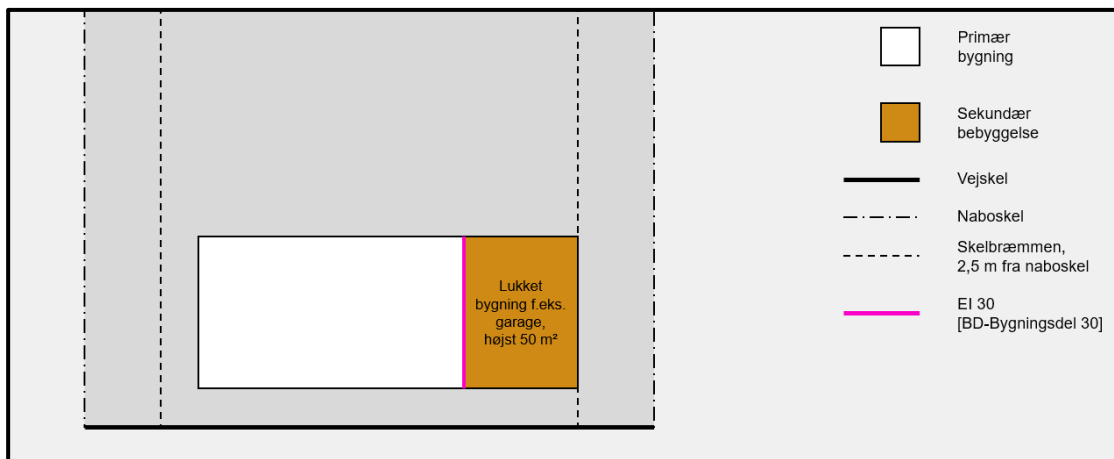 Primær
bygning
Sekundær
bebyggelse
Vejskel
Naboskel
Skelbræmmen,
2,5 m fra naboskel
EI 30
[BD-Bygningsdel 30]
Lukket
bygning f.eks.
garage,
højst 50 m²